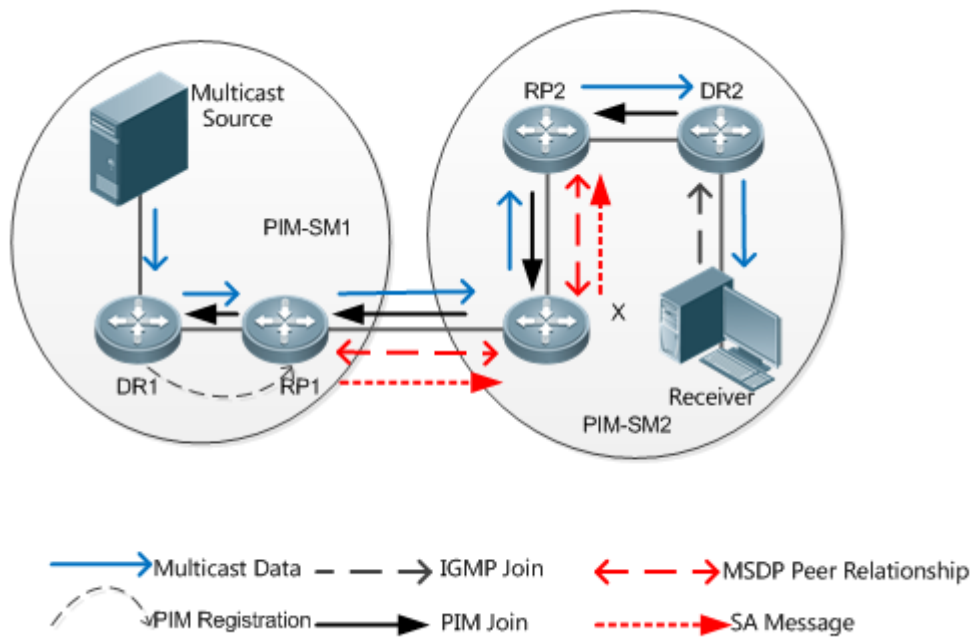 Multicast
Source
RP2
DR2
PIM-SM1
X
DR1
RP1
Receiver
PIM-SM2
Multicast Data
IGMP Join
MSDP Peer Relationship
PIM Registration
PIM Join
SA Message